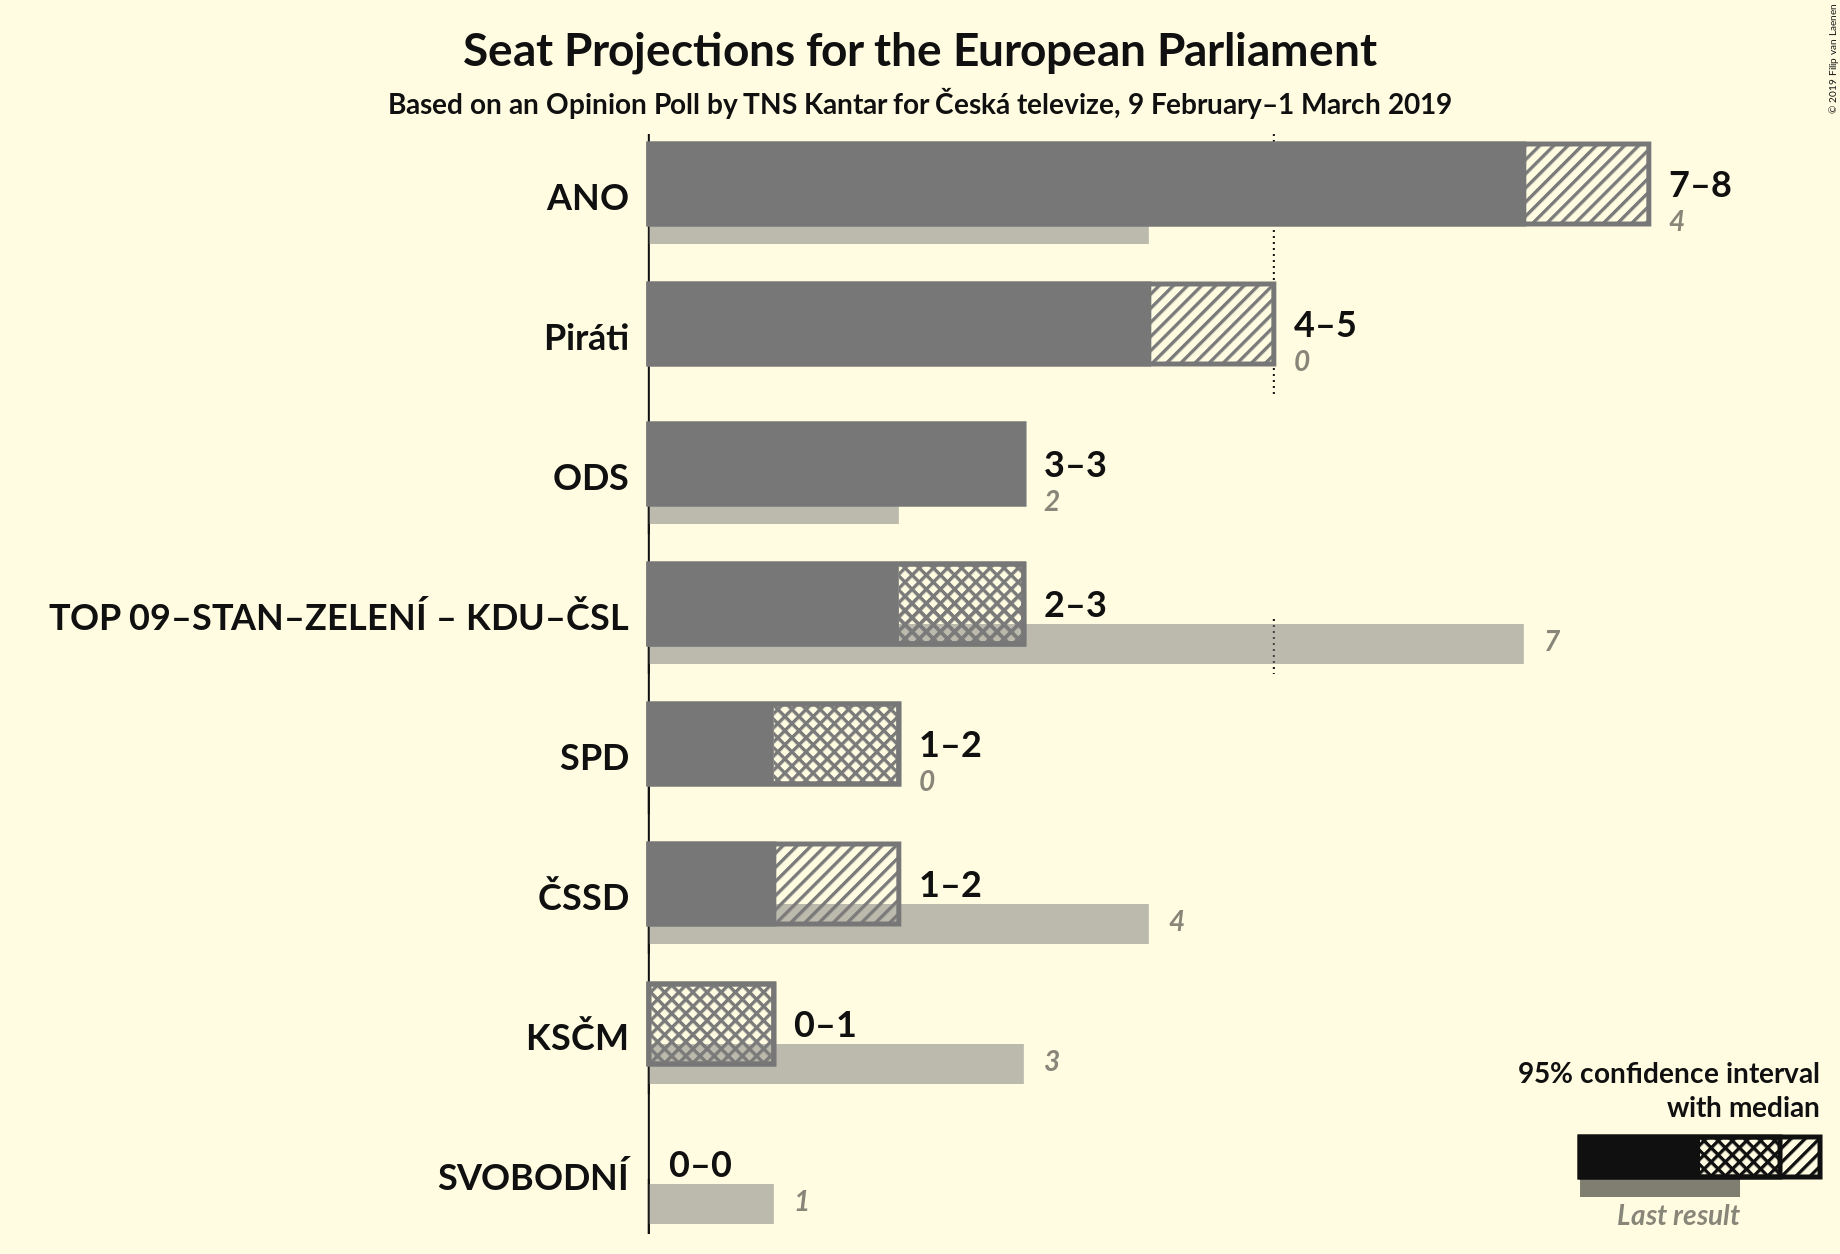 Seat Projections for the European Parliament
Based on an Opinion Poll by TNS Kantar for Česká televize, 9 February–1 March 2019
© 2019 Filip van Laenen
ANO
7–8
4
Piráti
4–5
0
ODS
3–3
2
TOP 09–STAN–ZELENÍ – KDU–ČSL
2–3
7
SPD
1–2
0
ČSSD
1–2
4
KSČM
0–1
3
SVOBODNÍ
0–0
1
95% confidence interval
with median
Last result